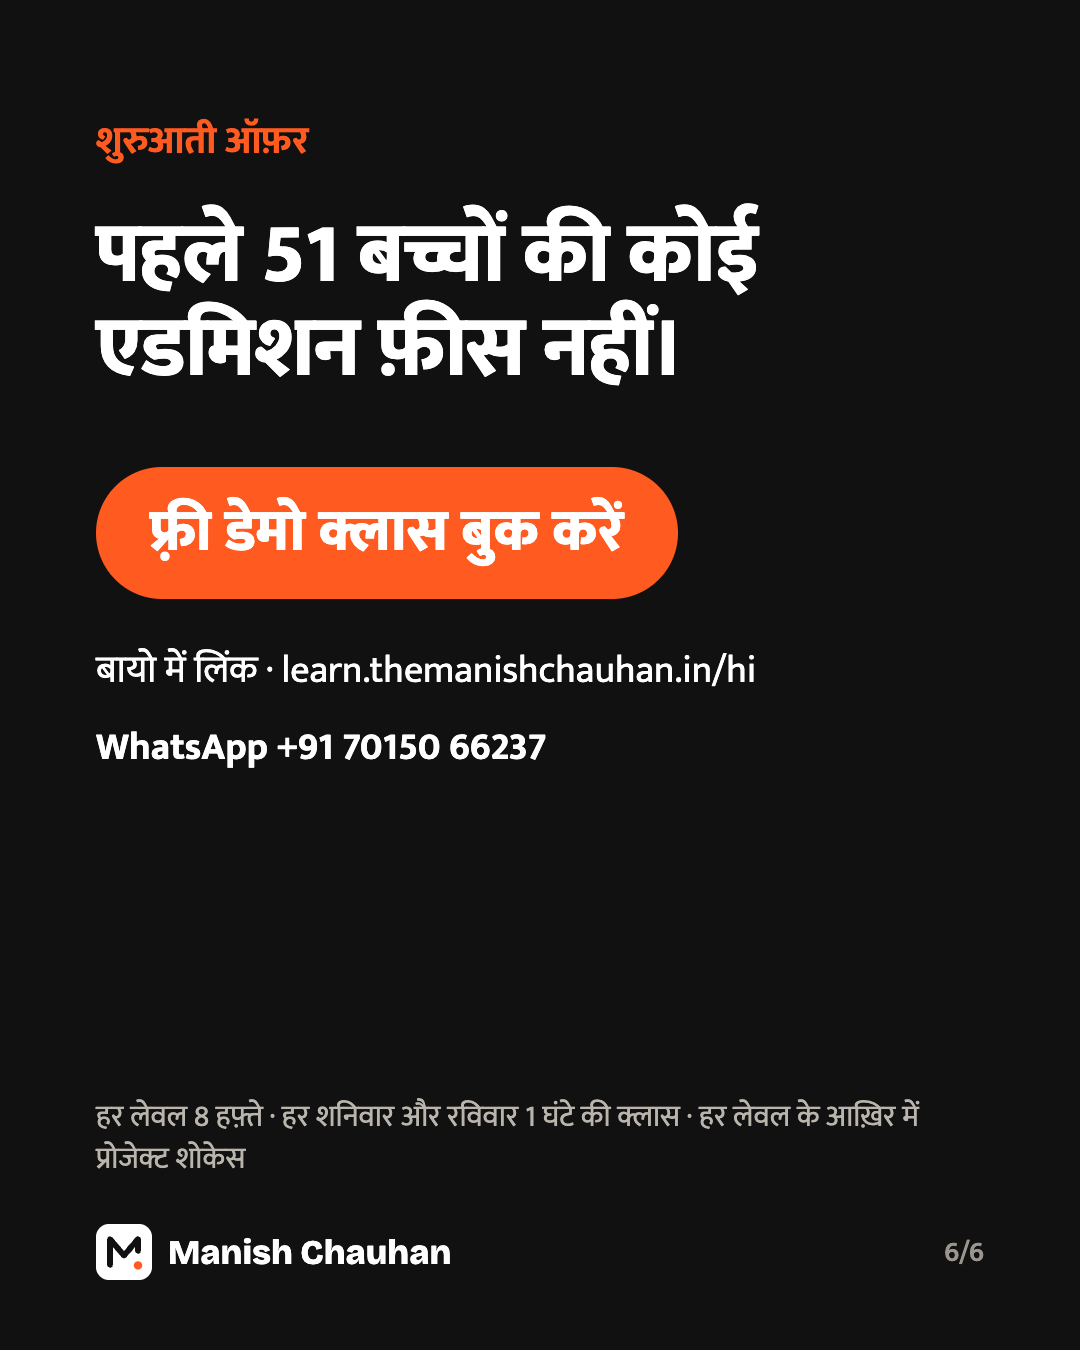 शुरुआती ऑफ़र
पहले 51 बच्चों की कोई
एडमिशन फ़ीस नहीं।
फ़्री डेमो क्लास बुक करें
बायो में लिंक · learn.themanishchauhan.in/hi
WhatsApp +91 70150 66237
हर लेवल 8 हफ़्ते · हर शनिवार और रविवार 1 घंटे की क्लास · हर लेवल के आख़िर में
प्रोजेक्ट शोकेस
M Manish Chauhan
6/6